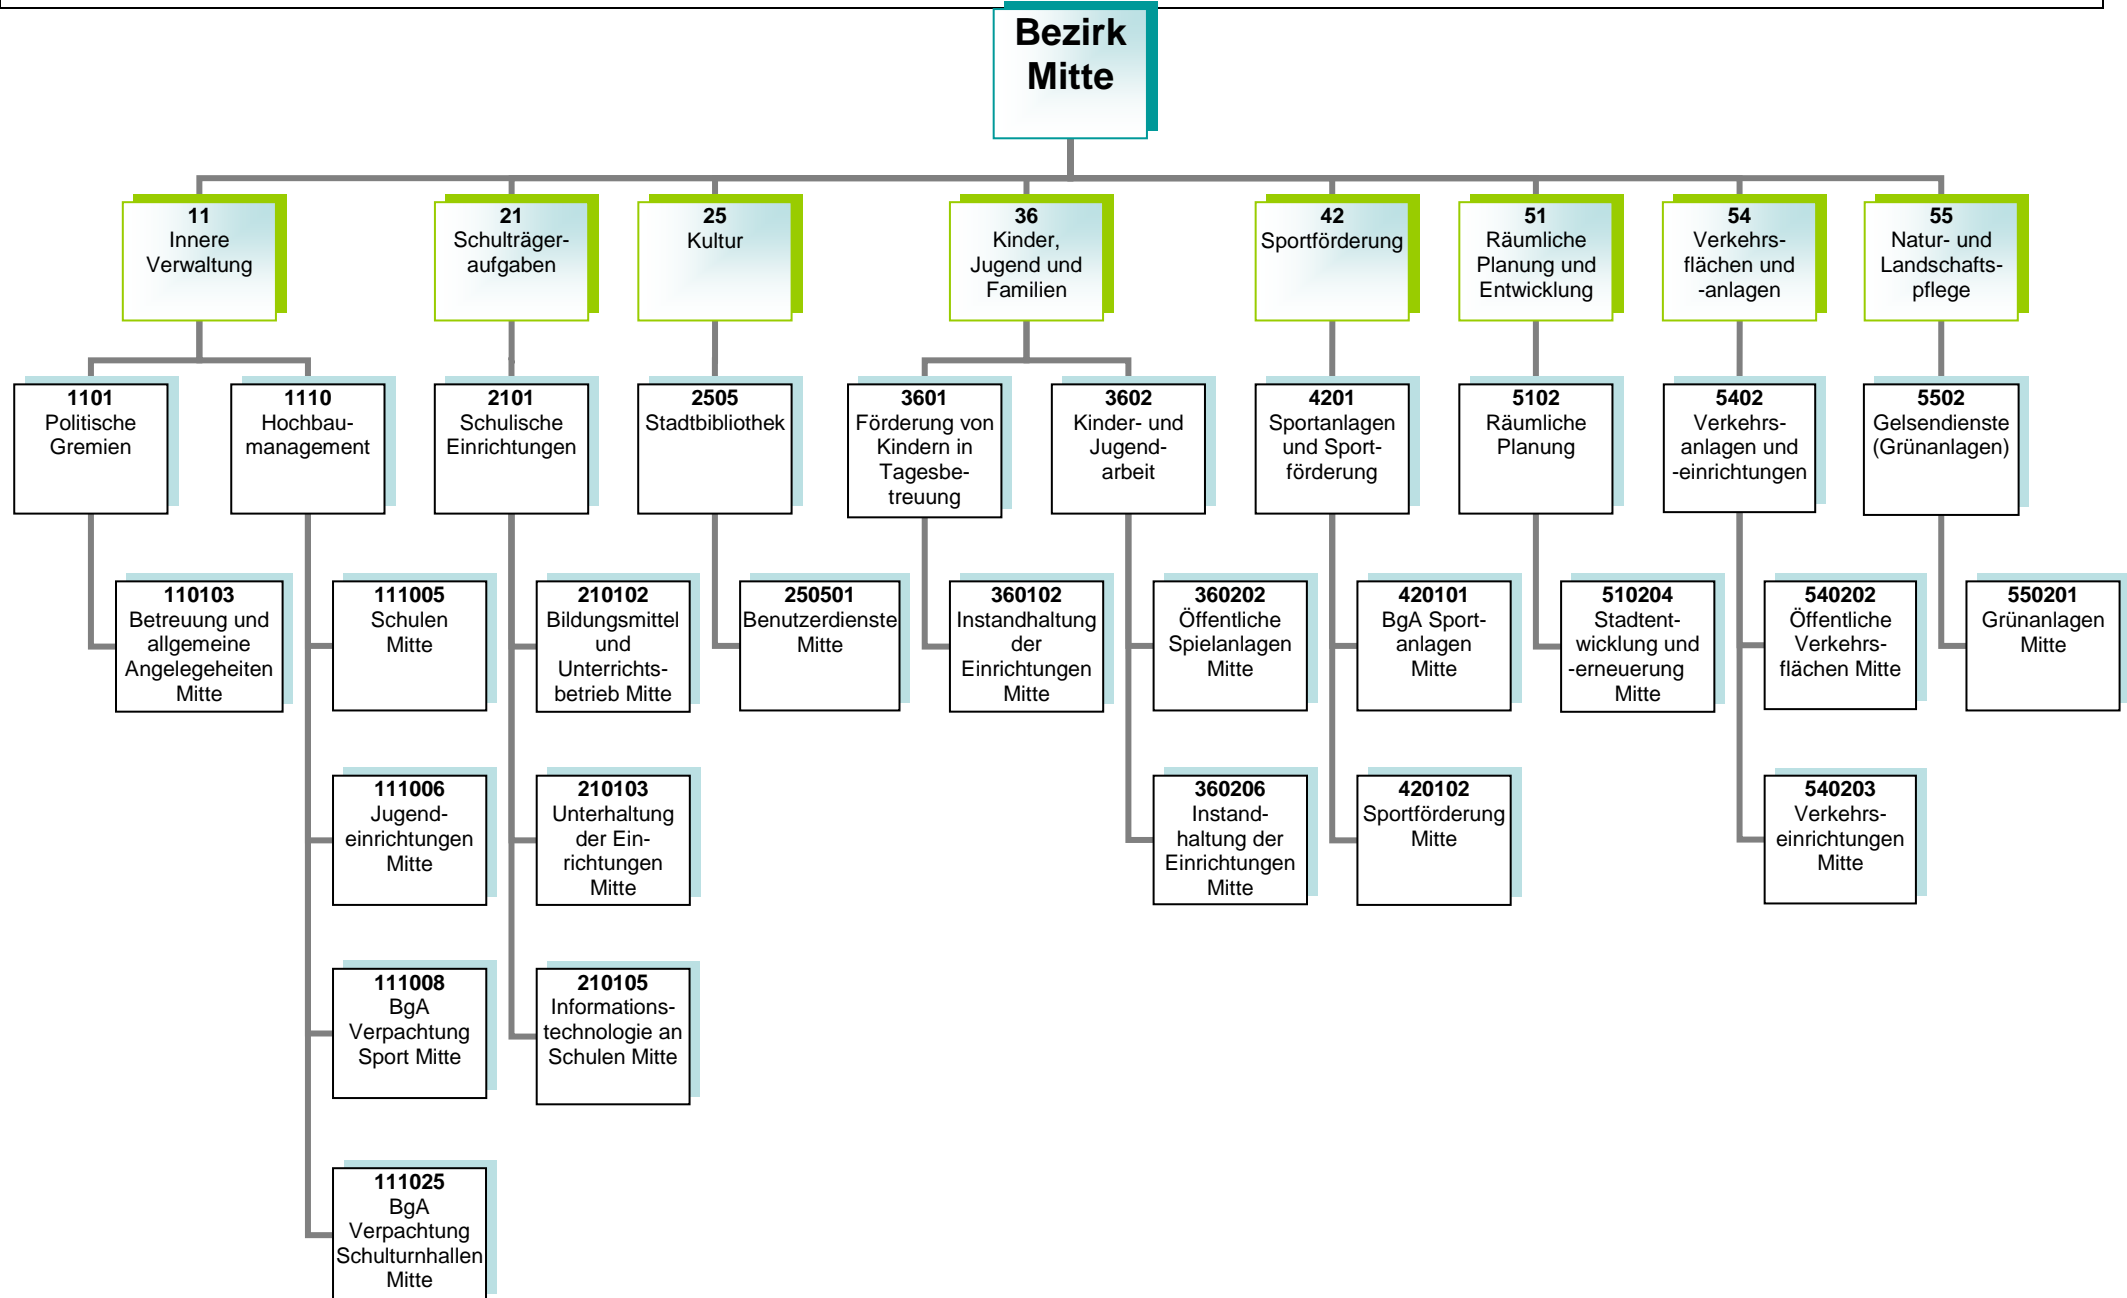 Bezirk
Mitte
11
Innere
Verwaltung
21
Schulträger-
aufgaben
25
Kultur
36
Kinder,
Jugend und
Familien
42
Sportförderung
51
Räumliche
Planung und
Entwicklung
54
Verkehrs-
flächen und
-anlagen
55
Natur- und
Landschafts-
pflege
1101
Politische
Gremien
1110
Hochbau-
management
2101
Schulische
Einrichtungen
2505
Stadtbibliothek
3601
Förderung von
Kindern in
Tagesbe-
treuung
3602
Kinder- und
Jugend-
arbeit
4201
Sportanlagen
und Sport-
förderung
5102
Räumliche
Planung
5402
Verkehrs-
anlagen und
-einrichtungen
5502
Gelsendienste
(Grünanlagen)
110103
Betreuung und
allgemeine
Angelegeheiten
Mitte
111005
Schulen
Mitte
210102
Bildungsmittel
und
Unterrichts-
betrieb Mitte
250501
Benutzerdienste
Mitte
360102
Instandhaltung
der
Einrichtungen
Mitte
360202
Öffentliche
Spielanlagen
Mitte
420101
BgA Sport-
anlagen
Mitte
510204
Stadtent-
wicklung und
-erneuerung
Mitte
540202
Öffentliche
Verkehrs-
flächen Mitte
550201
Grünanlagen
Mitte
111006
Jugend-
einrichtungen
Mitte
210103
Unterhaltung
der Ein-
richtungen
Mitte
360206
Instand-
haltung der
Einrichtungen
Mitte
420102
Sportförderung
Mitte
540203
Verkehrs-
einrichtungen
Mitte
111008
BgA
Verpachtung
Sport Mitte
210105
Informations-
technologie an
Schulen Mitte
111025
BgA
Verpachtung
Schulturnhallen
Mitte